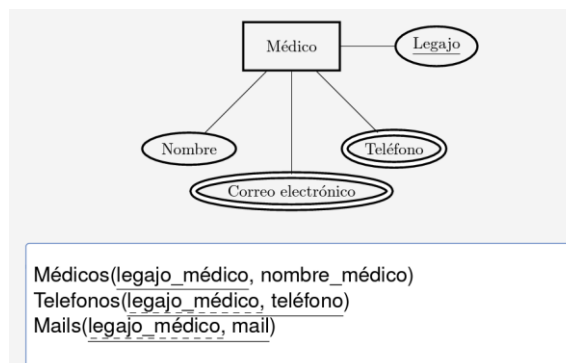 Médico
Legajo
Nombre
Teléfono
Correo electrónico
Médicos(legajo_médico, nombre_médico)
Telefonos(legajo_médico, teléfono)
Mails(legajo_médico, mail)